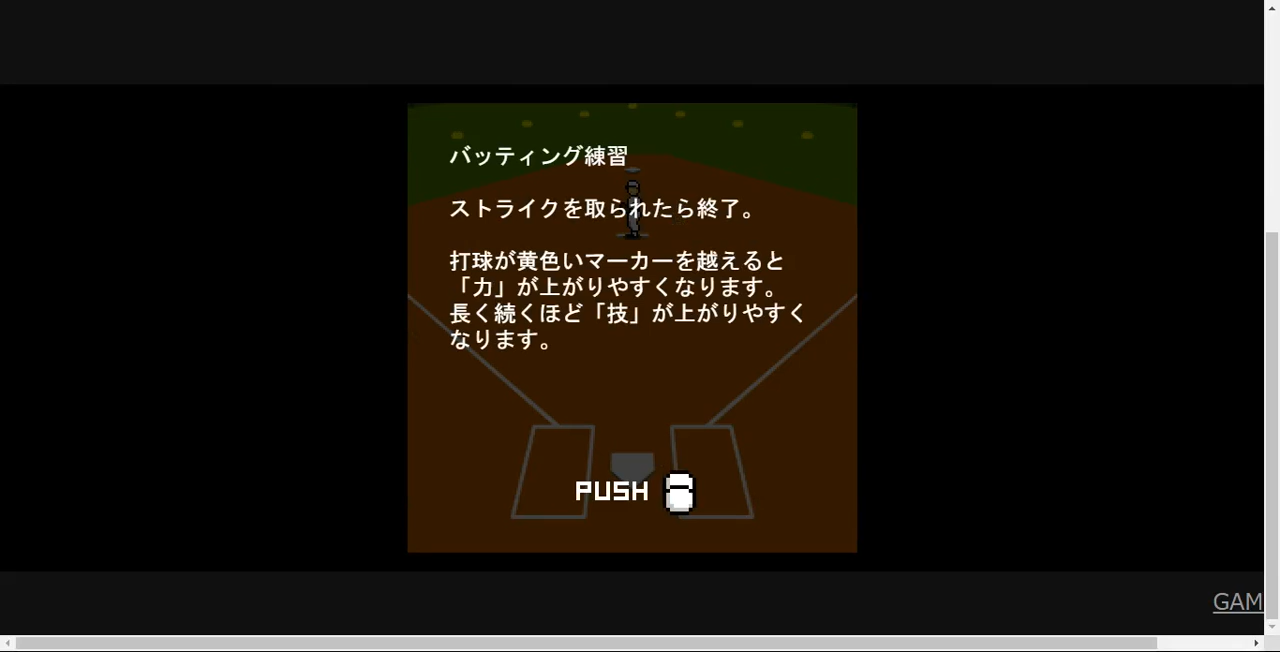 バッティング練習
ストライクを取られたら終了。
打球が黄色いマーカーを越えると
「力」が上がりやすくなります。
長く続くほど「技」が上がりやすく
なります。
PUSH
GAM